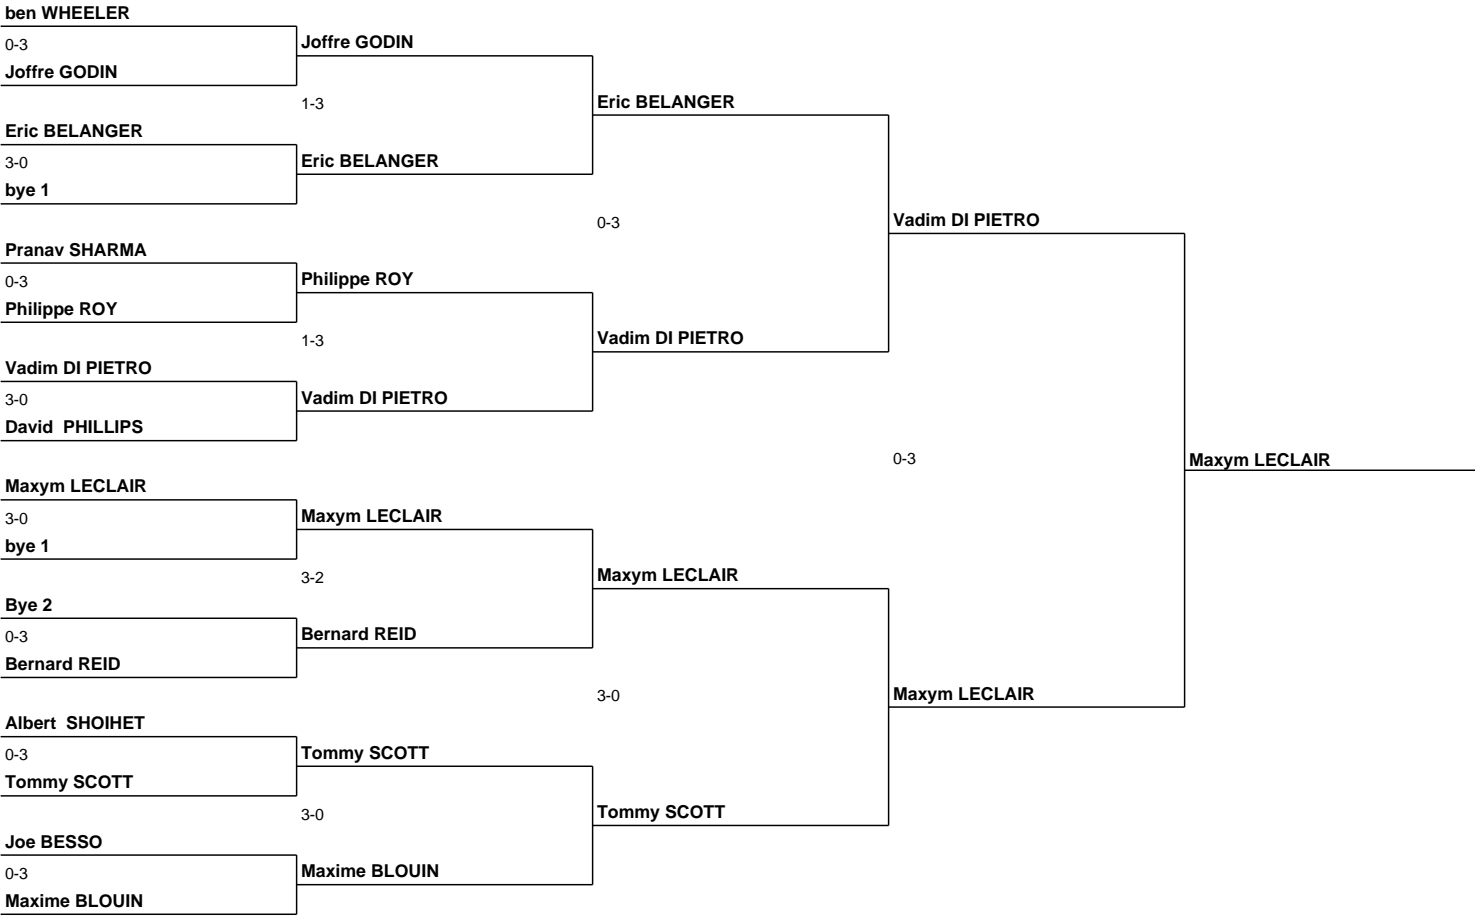 ben WHEELER
0-3
Joffre GODIN
Eric BELANGER
3-0
bye 1
Pranav SHARMA
0-3
Philippe ROY
Vadim DI PIETRO
3-0
David  PHILLIPS
Maxym LECLAIR
3-0
bye 1
Bye 2
0-3
Bernard REID
Albert  SHOIHET
0-3
Tommy SCOTT
Joe BESSO
0-3
Maxime BLOUIN
Joffre GODIN
1-3
Eric BELANGER
Philippe ROY
1-3
Vadim DI PIETRO
Maxym LECLAIR
3-2
Bernard REID
Tommy SCOTT
3-0
Maxime BLOUIN
Eric BELANGER
0-3
Vadim DI PIETRO
Maxym LECLAIR
3-0
Tommy SCOTT
Vadim DI PIETRO
0-3
Maxym LECLAIR
Maxym LECLAIR